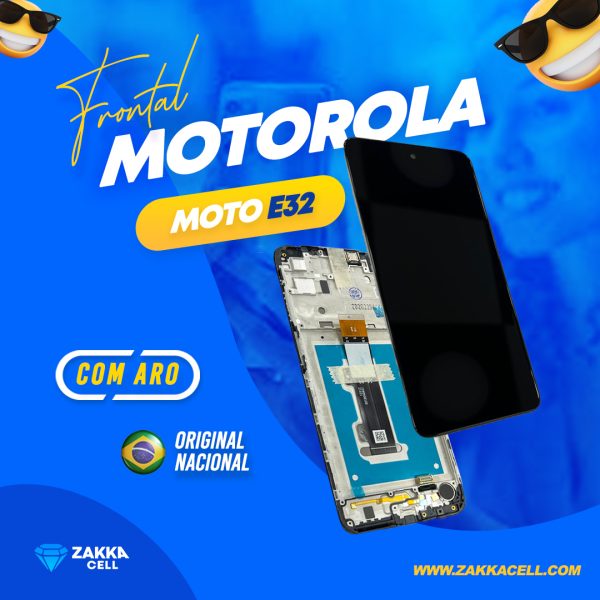 Frontal
MOTOROLA
MOTO E32
COM ARO
ORIGINAL
NACIONAL
ZAKKA
CELL
WWW.ZAKKACELL.COM